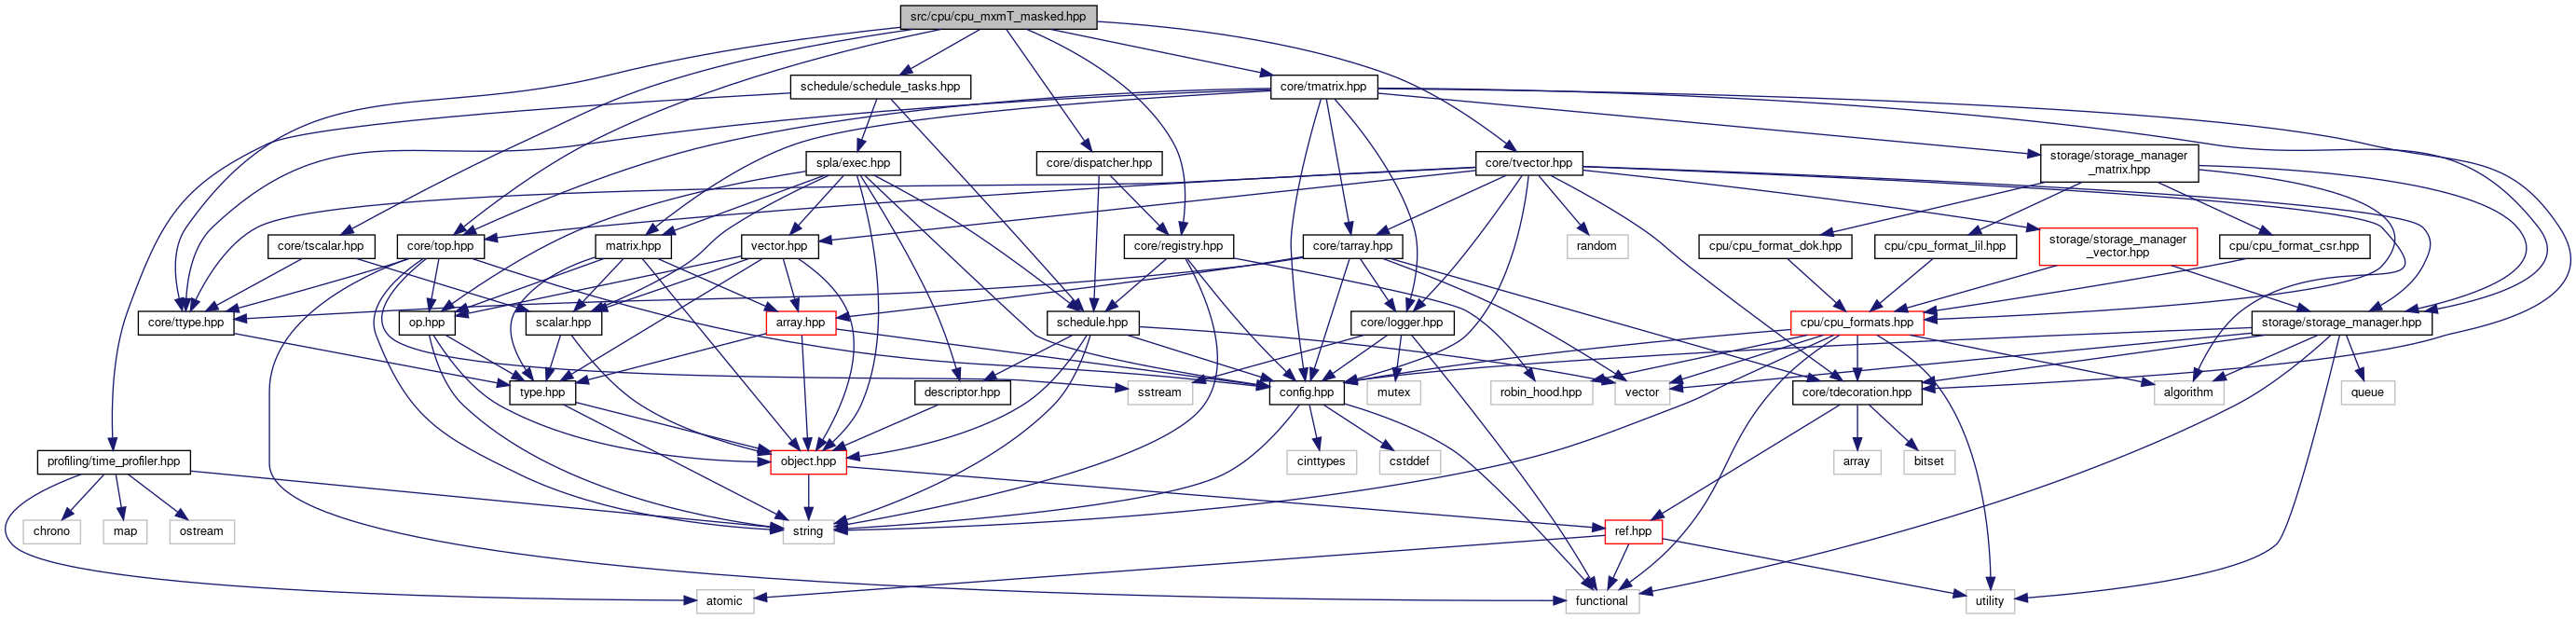 src/cpu/cpu_mxmT_masked.hpp
schedule/schedule_tasks.hpp
core/tmatrix.hpp
spla/exec.hpp
core/dispatcher.hpp
core/tvector.hpp
storage/storage_manager
_matrix.hpp
core/tscalar.hpp
core/top.hpp
matrix.hpp
vector.hpp
core/registry.hpp
core/tarray.hpp
random
cpu/cpu_format_dok.hpp
cpu/cpu_format_lil.hpp
storage/storage_manager
_vector.hpp
cpu/cpu_format_csr.hpp
core/ttype.hpp
op.hpp
scalar.hpp
array.hpp
schedule.hpp
core/logger.hpp
cpu/cpu_formats.hpp
storage/storage_manager.hpp
type.hpp
descriptor.hpp
sstream
config.hpp
mutex
robin_hood.hpp
vector
core/tdecoration.hpp
algorithm
queue
profiling/time_profiler.hpp
object.hpp
cinttypes
cstddef
array
bitset
chrono
map
ostream
string
ref.hpp
atomic
functional
utility